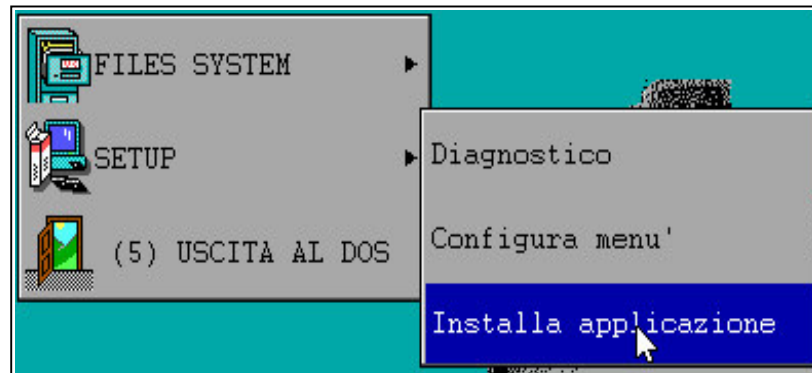 FILES SYSTEM
SETUP
(5) USCITA AL DOS
Diagnostico
Configura menu'
Installa applicazione